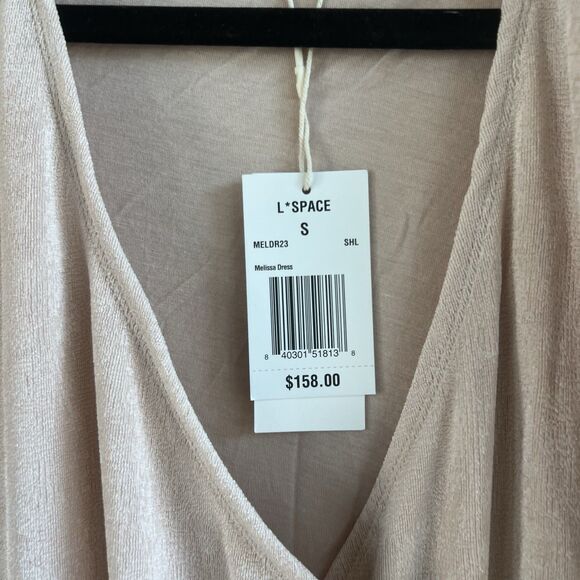 L*SPACE
S
MELDR23 SHL
Melissa Dress
8 40301 51813 8
$158.00